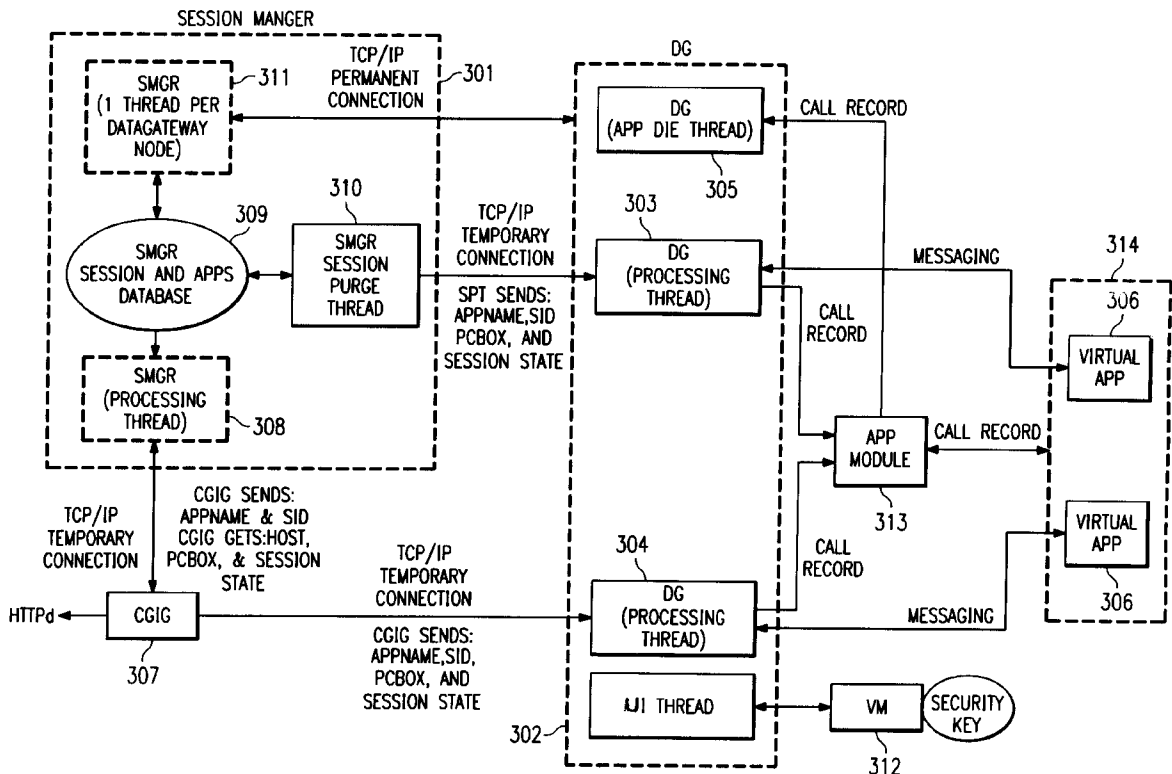 SESSION MANGER
SMGR
(1 THREAD PER
DATAGATEWAY
NODE)
311
TCP/IP
PERMANENT
CONNECTION
301
309
SMGR
SESSION AND APPS
DATABASE
310
SMGR
SESSION
PURGE
THREAD
SMGR
(PROCESSING
THREAD)
308
TCP/IP
TEMPORARY
CONNECTION
SPT SENDS:
APPNAME,SID
PCBOX, AND
SESSION STATE
DG
DG
(APP DIE THREAD)
305
CALL RECORD
303
DG
(PROCESSING
THREAD)
MESSAGING
CALL
RECORD
314
306
VIRTUAL
APP
APP
MODULE
313
CALL RECORD
VIRTUAL
APP
306
TCP/IP
TEMPORARY
CONNECTION
CGIG SENDS:
APPNAME & SID
CGIG GETS:HOST,
PCBOX, & SESSION
STATE
HTTPd
CGIG
307
TCP/IP
TEMPORARY
CONNECTION
CGIG SENDS:
APPNAME,SID,
PCBOX, AND
SESSION STATE
304
DG
(PROCESSING
THREAD)
CALL
RECORD
MESSAGING
302
THREAD
VM
312
SECURITY
KEY